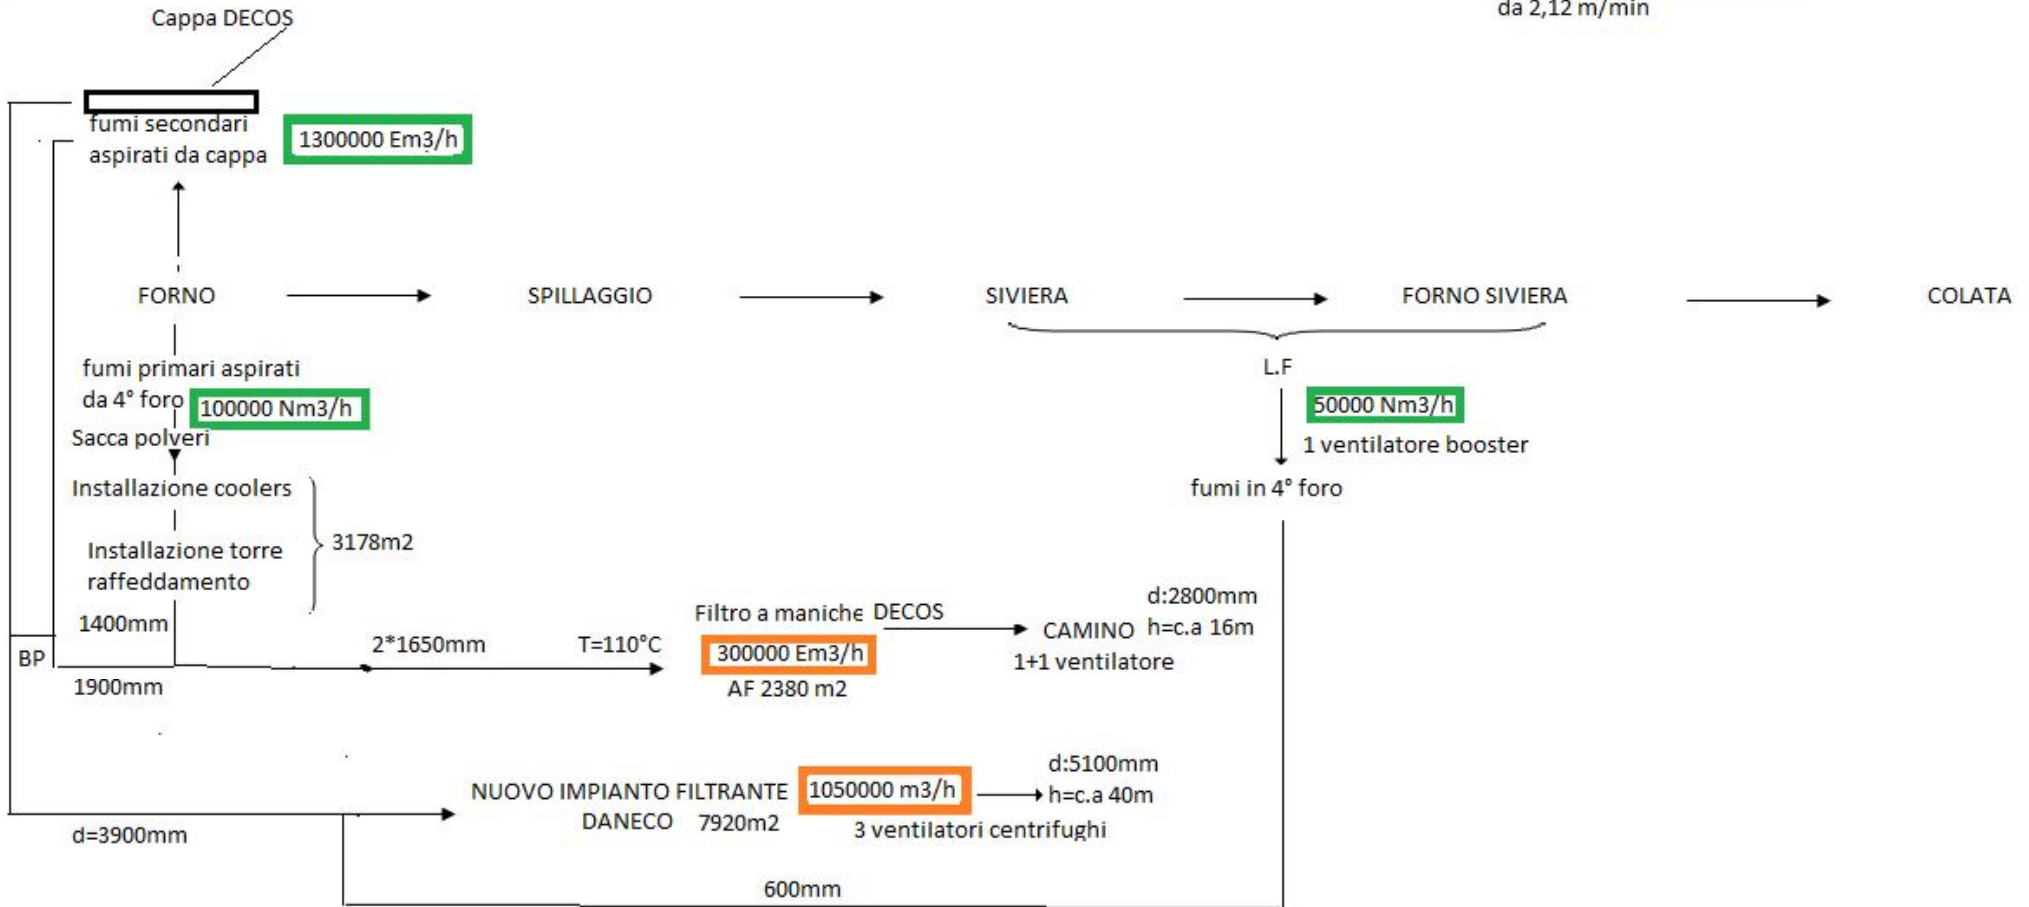 da 2,12 m/min
Cappa DECOS
fumi secondari
aspirati da cappa
1300000 Em3/h
FORNO
SPILLAGGIO
SIVIERA
FORNO SIVIERA
COLATA
fumi primari aspirati
da 4° foro
100000 Nm3/h
Sacca polveri
L.F
50000 Nm3/h
1 ventilatore booster
fumi in 4° foro
Installazione coolers
Installazione torre
raffeddamento
3178m2
1400mm
BP
1900mm
2*1650mm
T=110°C
Filtro a maniche DECOS
300000 Em3/h
AF 2380 m2
CAMINO
1+1 ventilatore
d:2800mm
h=c.a 16m
NUOVO IMPIANTO FILTRANTE
DANECO 7920m2
1050000 m3/h
d:5100mm
h=c.a 40m
3 ventilatori centrifughi
d=3900mm
600mm